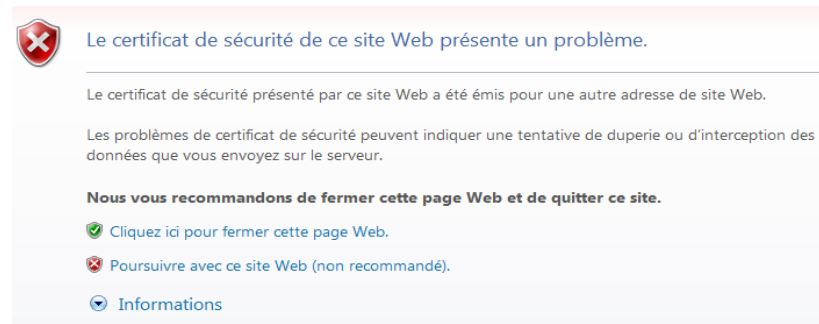 Le certificat de sécurité de ce site Web présente un problème.
Le certificat de sécurité présenté par ce site Web a été émis pour une autre adresse de site Web.
Les problèmes de certificat de sécurité peuvent indiquer une tentative de duperie ou d'interception des
données que vous envoyez sur le serveur.
Nous vous recommandons de fermer cette page Web et de quitter ce site.
Cliquez ici pour fermer cette page Web.
Poursuivre avec ce site Web (non recommandé).
Informations